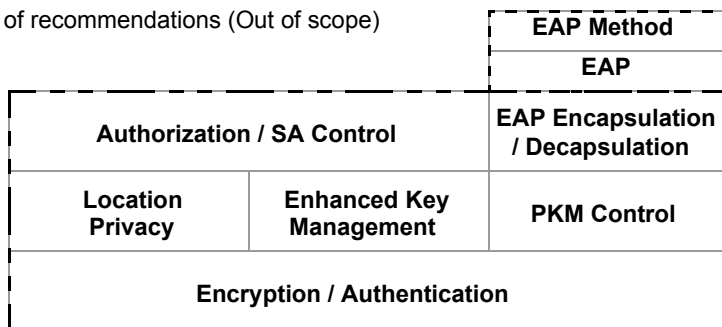 of recommendations (Out of scope)
EAP Method
EAP
Authorization / SA Control
EAP Encapsulation
/ Decapsulation
Location
Privacy
Enhanced Key
Management
PKM Control
Encryption / Authentication